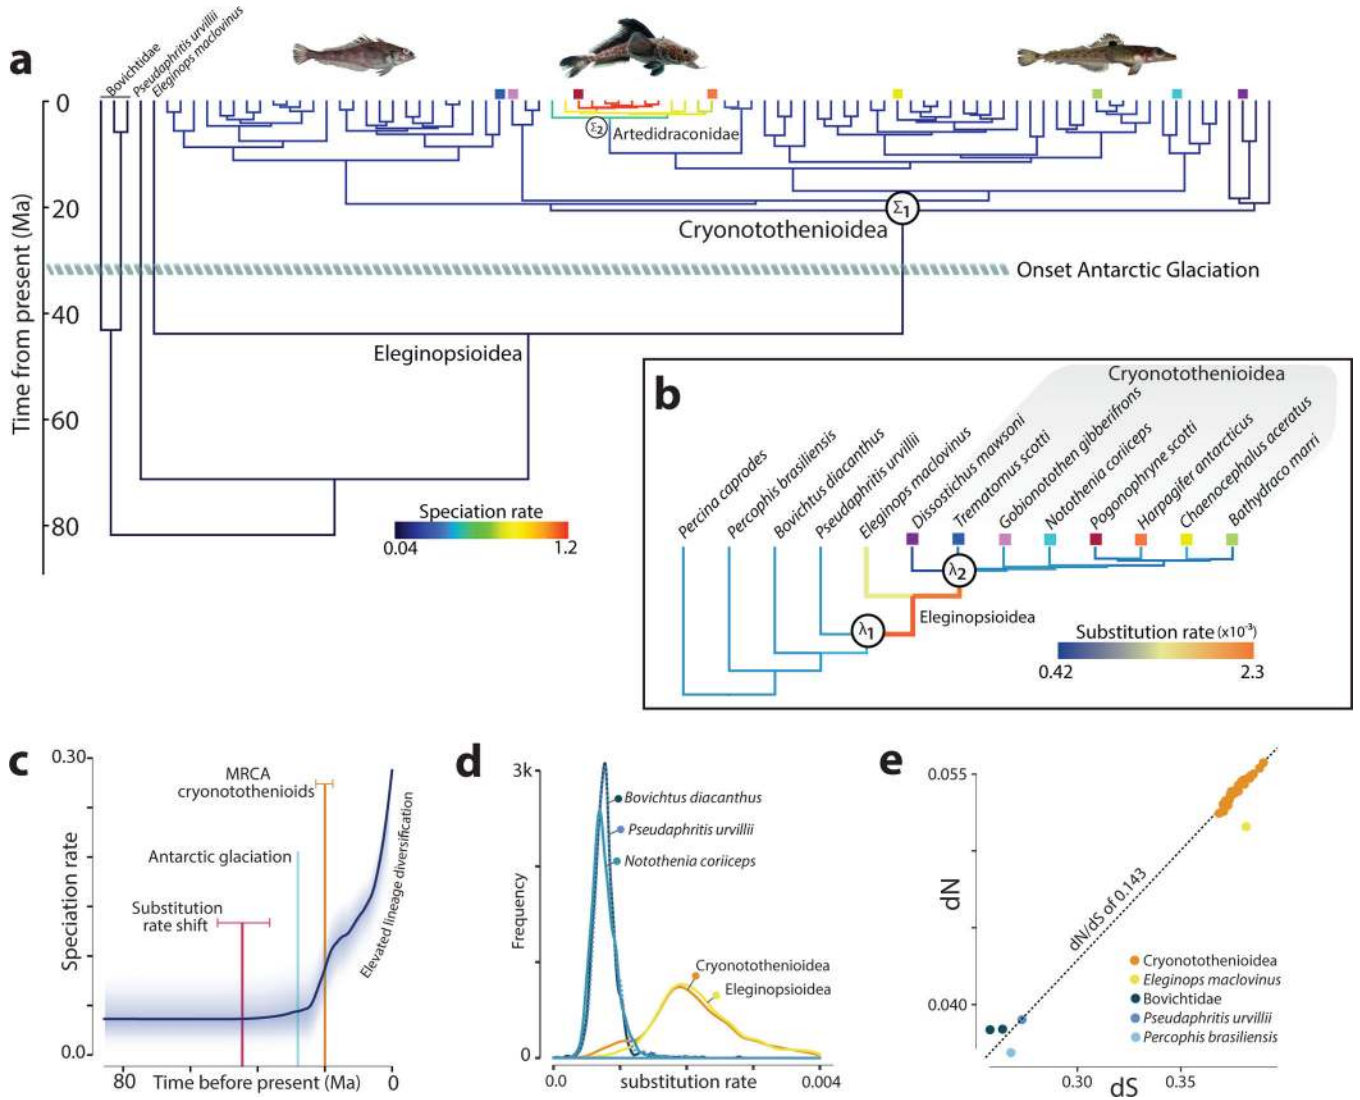 a
Bovichtidae
Pseudaphritis urvillii
Eleginops maclovinus
Time from present (Ma)
0
20
40
60
80
Σ2
Artedidraconidae
Σ1
Cryonotothenioidea
Onset Antarctic Glaciation
Eleginopsioidea
Speciation rate
0.04
1.2
b
Cryonotothenioidea
Percina caprodes
Percophis brasiliensis
Bovichtus diacanthus
Pseudaphritis urvillii
Eleginops maclovinus
Dissostichus mawsoni
Trematomus scotti
Gobionotothen gibberifrons
Notothenia coriiceps
Pogonophryne scotti
Harpagifer antarcticus
Chaenocephalus aceratus
Bathydraco marri
λ2
λ1
Eleginopsioidea
Substitution rate (x10-3)
0.42
2.3
c
Speciation rate
0.30
0.0
MRCA
cryonotothenioids
Antarctic glaciation
Substitution
rate shift
Elevated lineage diversification
80
Time before present (Ma)
0
d
Frequency
3k
0
Bovichtus diacanthus
Pseudaphritis urvillii
Notothenia coriiceps
Cryonotothenioidea
Eleginopsioidea
0.0
substitution rate
0.004
e
dN
0.055
0.040
dN/dS of 0.143
Cryonotothenioidea
Eleginops maclovinus
Bovichtidae
Pseudaphritis urvillii
Percophis brasiliensis
0.30
0.35
dS